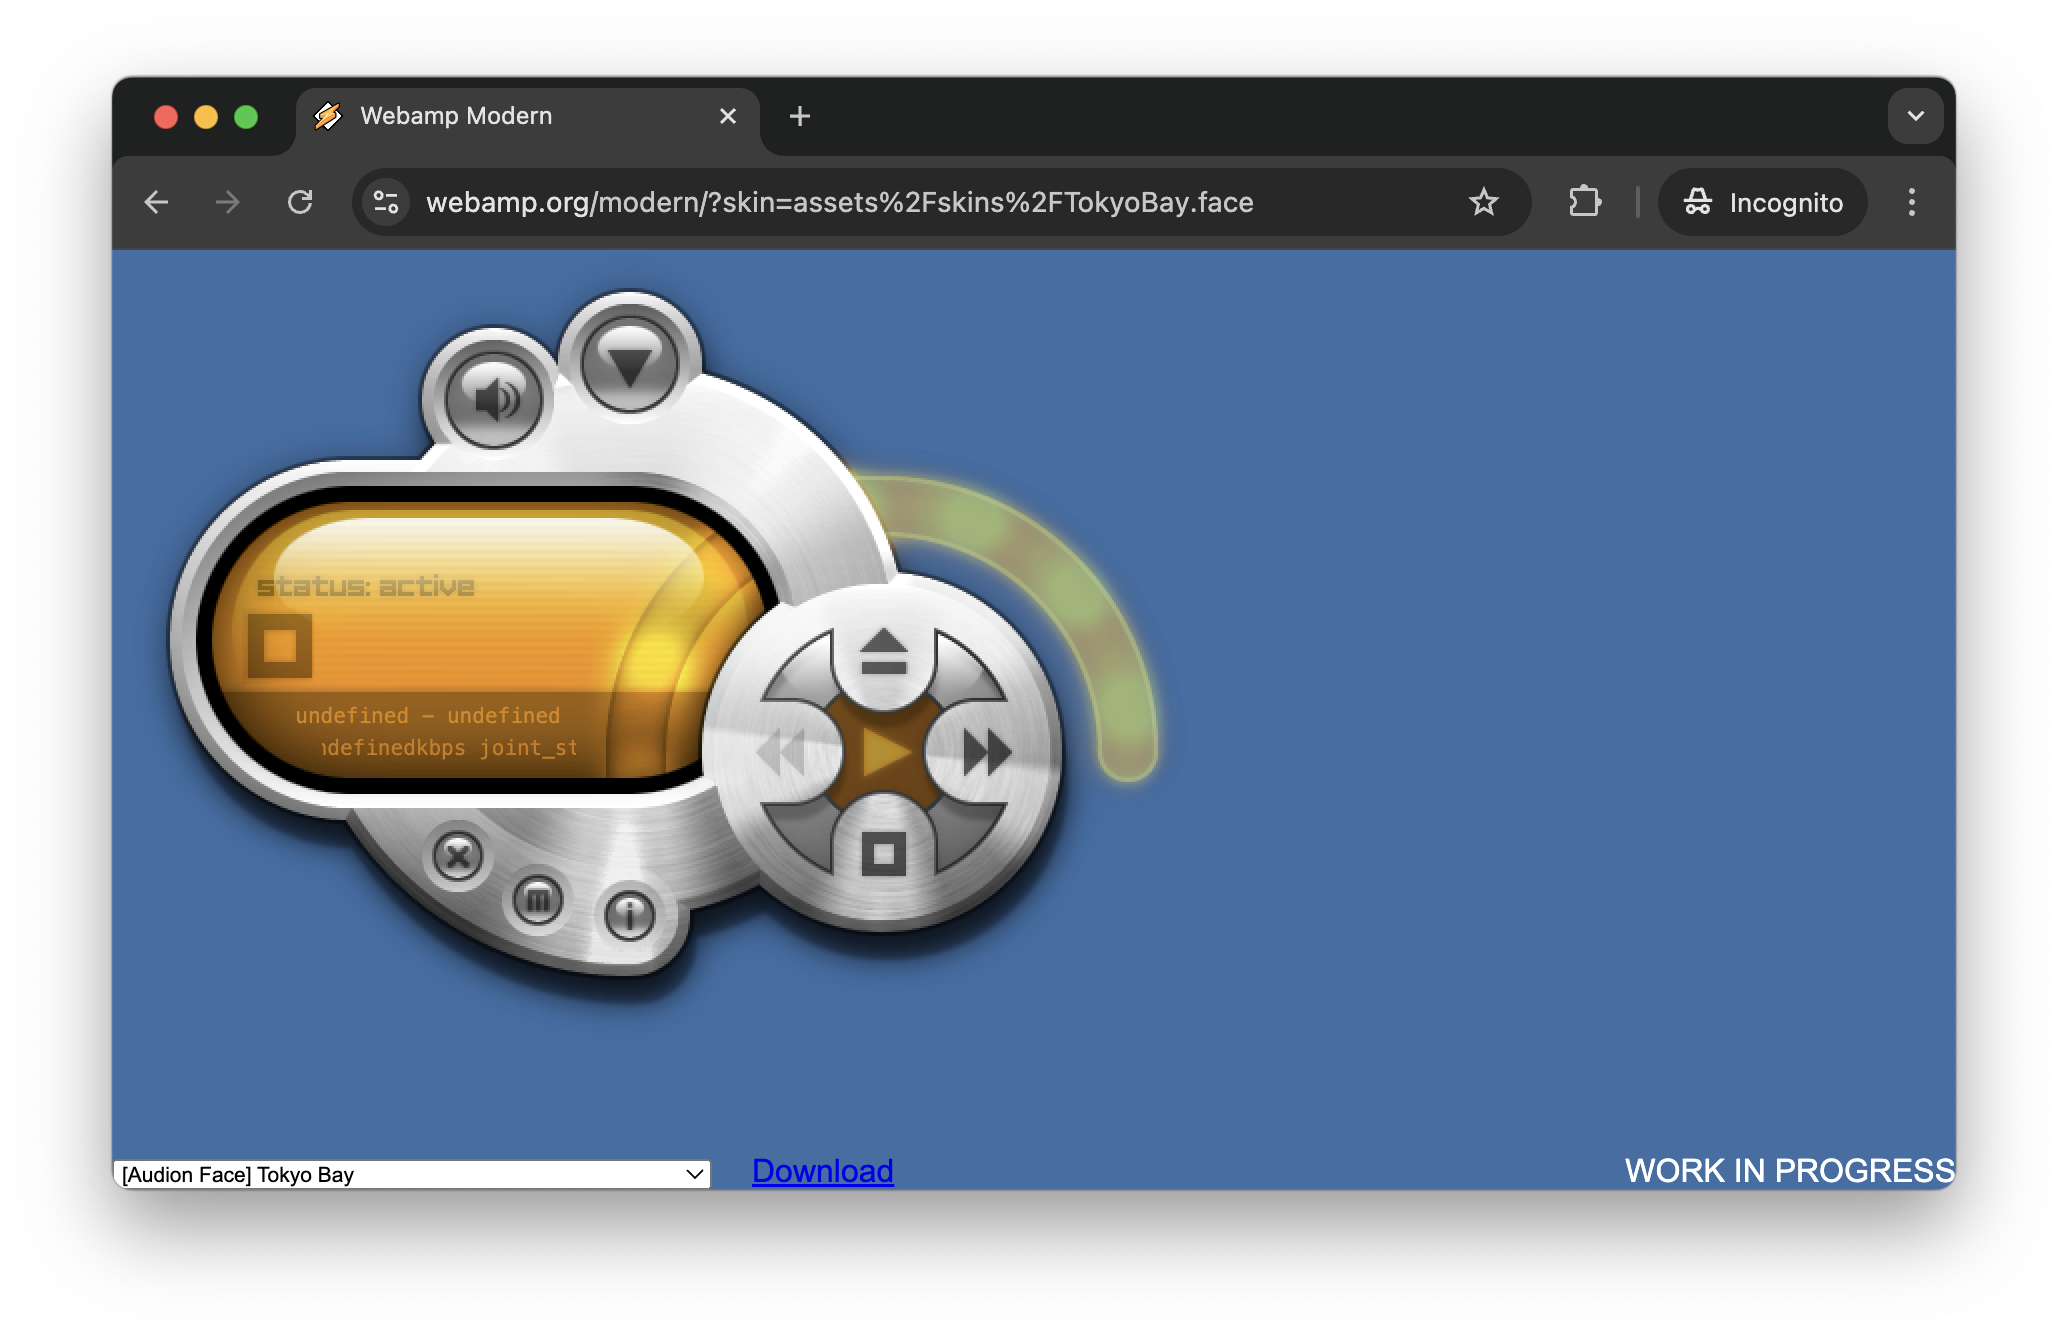 Webamp Modern
webamp.org/modern/?skin=assets%2Fskins%2FTokyoBay.face
Incognito
status: active
undefined - undefined
ndefinedkbps joint_st
x
m
i
[Audion Face] Tokyo Bay
Download
WORK IN PROGRESS